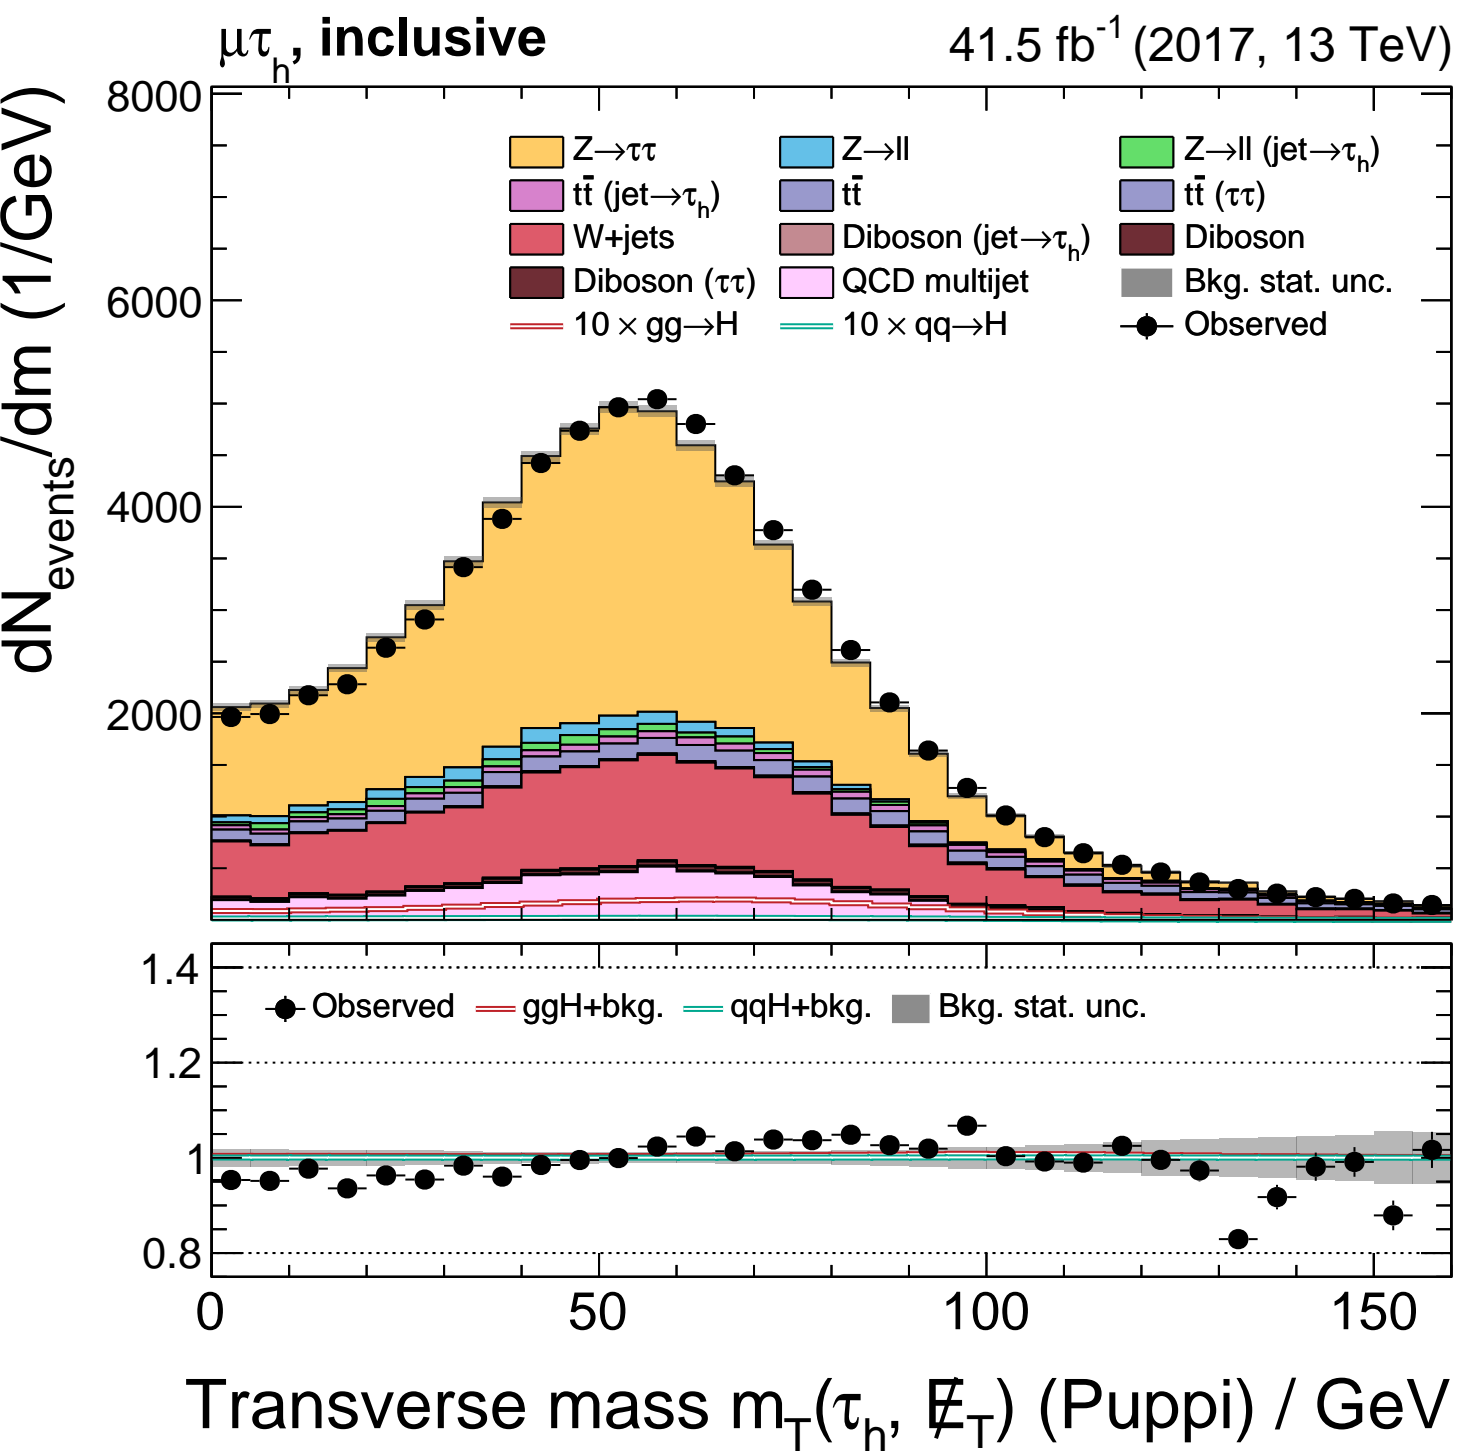 μτh, inclusive
41.5 fb-1 (2017, 13 TeV)
dNevents/dm (1/GeV)
8000
6000
4000
2000
Z→ττ
Z→ll
Z→ll (jet→τh)
tt̄ (jet→τh)
tt̄
tt̄ (ττ)
W+jets
Diboson (jet→τh)
Diboson
Diboson (ττ)
QCD multijet
Bkg. stat. unc.
10 × gg→H
10 × qq→H
Observed
1.4
1.2
1
0.8
Observed
ggH+bkg.
qqH+bkg.
Bkg. stat. unc.
0
50
100
150
Transverse mass mT(τh, E̸T) (Puppi) / GeV